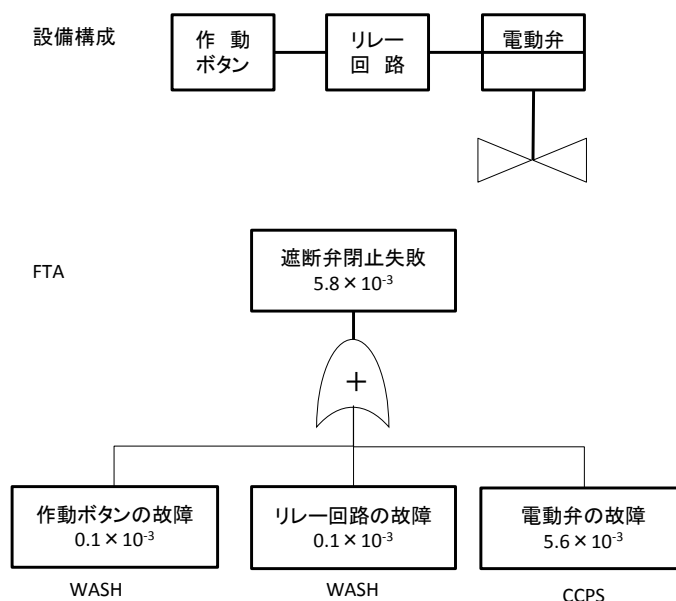 設備構成
作 動
ボタン
リレー
回 路
電動弁
遮断弁閉止失敗
5.8×10⁻³
FTA
+
作動ボタンの故障
0.1×10⁻³
リレー回路の故障
0.1×10⁻³
電動弁の故障
5.6×10⁻³
WASH
WASH
CCPS